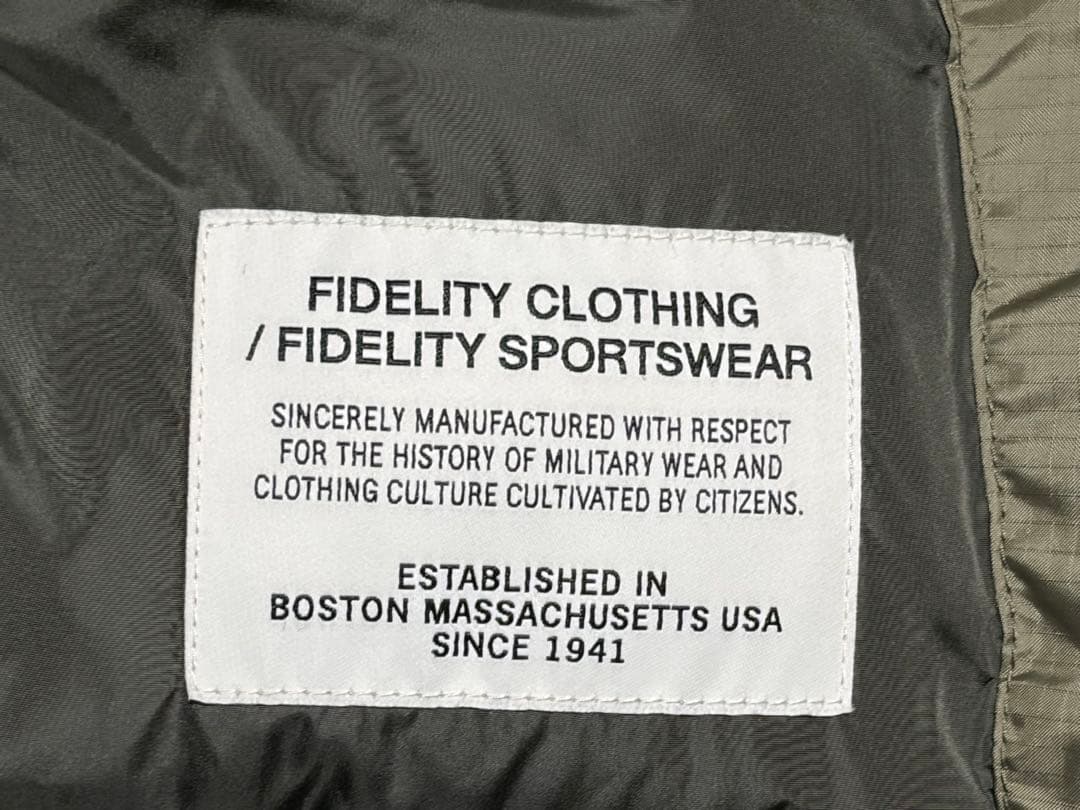 FIDELITY CLOTHING
/ FIDELITY SPORTSWEAR
SINCERELY MANUFACTURED WITH RESPECT
FOR THE HISTORY OF MILITARY WEAR AND
CLOTHING CULTURE CULTIVATED BY CITIZENS.
ESTABLISHED IN
BOSTON MASSACHUSETTS USA
SINCE 1941